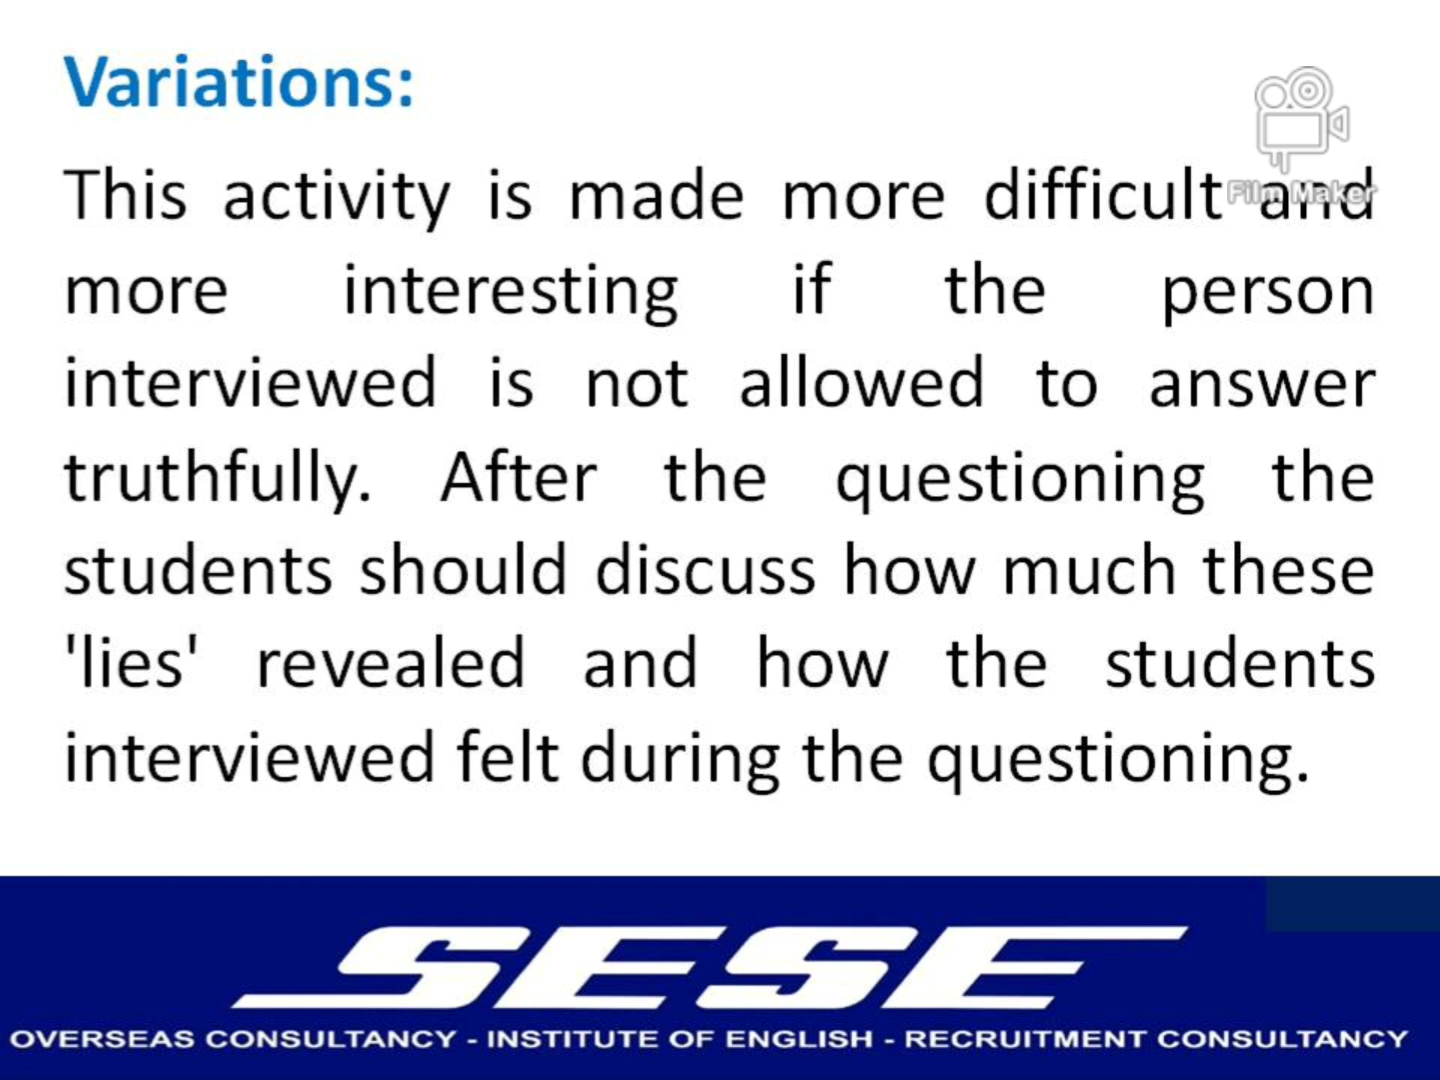 Variations:
This activity is made more difficult and
Film Maker
more interesting if the person
interviewed is not allowed to answer
truthfully. After the questioning the
students should discuss how much these
'lies' revealed and how the students
interviewed felt during the questioning.
SESE
OVERSEAS CONSULTANCY - INSTITUTE OF ENGLISH - RECRUITMENT CONSULTANCY